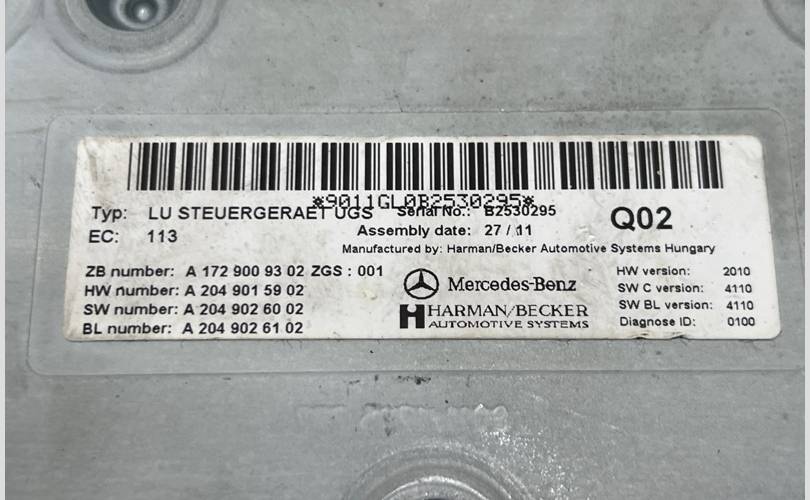 *9011GL0B2530295*
Typ: LU STEUERGERAET UGS Serial No.: B2530295
EC: 113
Assembly date: 27 / 11
Q02
Manufactured by: Harman/Becker Automotive Systems Hungary
ZB number: A 172 900 93 02 ZGS : 001
HW number: A 204 901 59 02
SW number: A 204 902 60 02
BL number: A 204 902 61 02
Mercedes-Benz
HARMAN/BECKER
AUTOMOTIVE SYSTEMS
HW version: 2010
SW C version: 4110
SW BL version: 4110
Diagnose ID: 0100